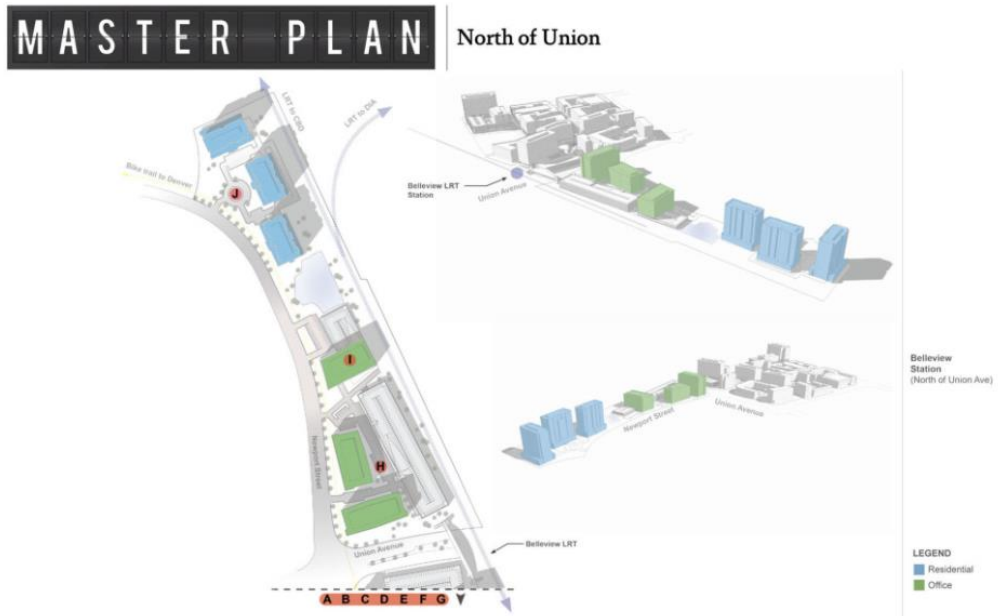 MASTER PLAN
North of Union
LRT to CBD
LRT to DIA
Bike trail to Denver
J
Belleview LRT
Station
Union Avenue
I
H
Newport Street
Union Avenue
Belleview LRT
A B C D E F G
Newport Street
Union Avenue
Belleview
Station
(North of Union Ave)
LEGEND
Residential
Office